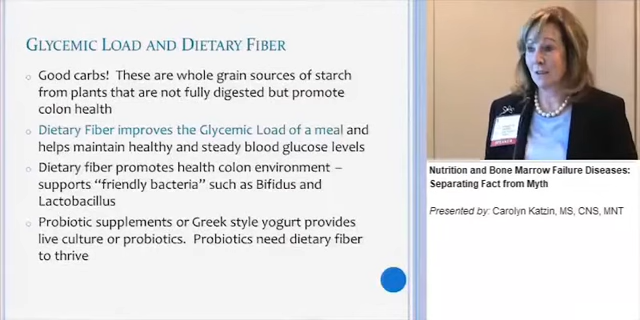 GLYCEMIC LOAD AND DIETARY FIBER
Good carbs! These are whole grain sources of starch
from plants that are not fully digested but promote
colon health
Dietary Fiber improves the Glycemic Load of a meal and
helps maintain healthy and steady blood glucose levels
Dietary fiber promotes health colon environment –
supports “friendly bacteria” such as Bifidus and
Lactobacillus
Probiotic supplements or Greek style yogurt provides
live culture or probiotics. Probiotics need dietary fiber
to thrive
Nutrition and Bone Marrow Failure Diseases:
Separating Fact from Myth
Presented by: Carolyn Katzin, MS, CNS, MNT